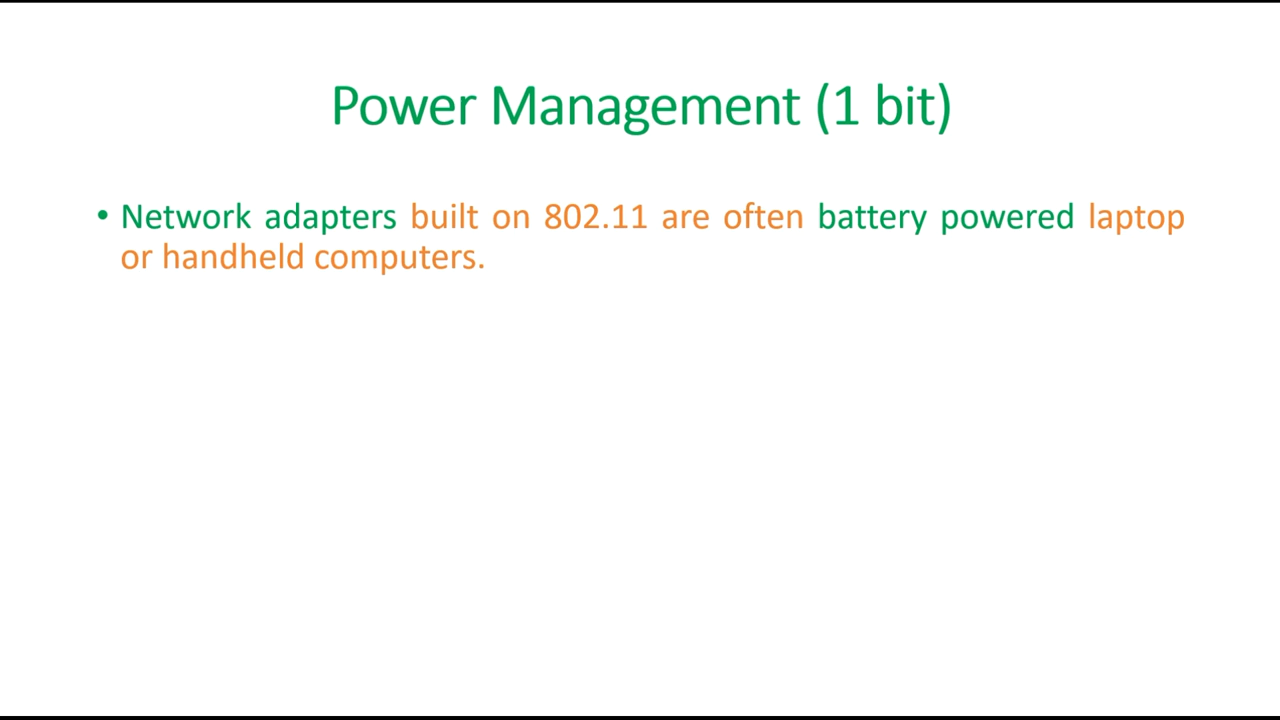 Power Management (1 bit)
• Network adapters built on 802.11 are often battery powered laptop
or handheld computers.